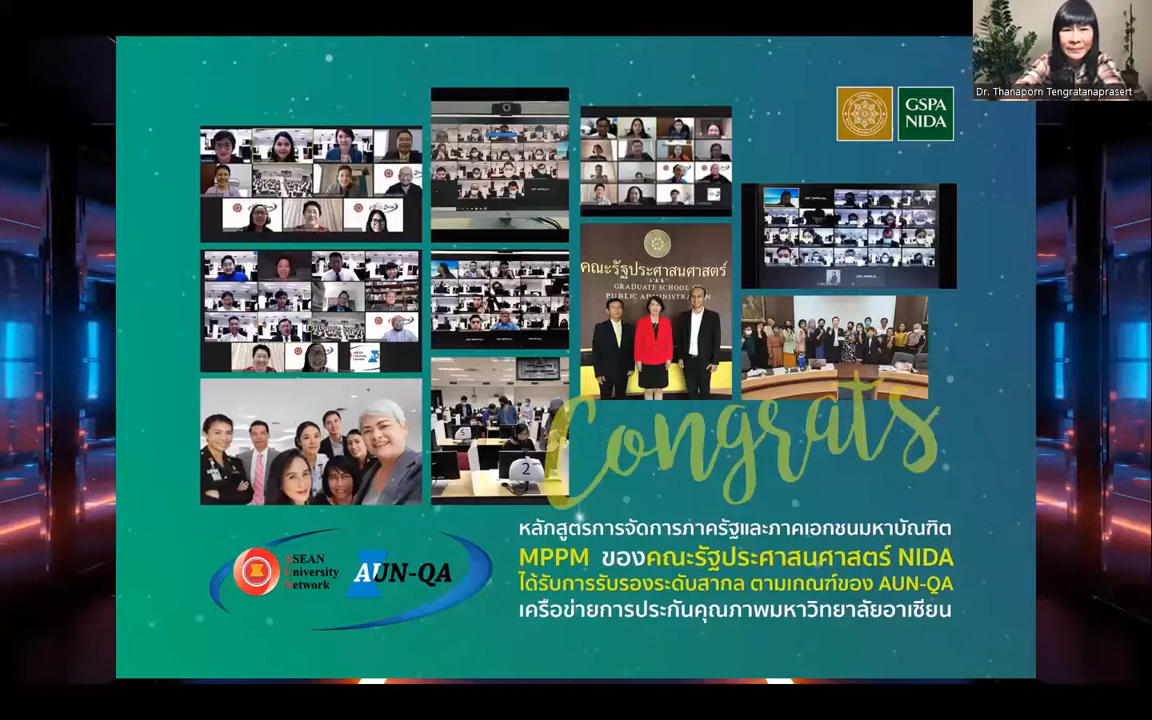 Dr. Thanaporn Tengratanaprasert
GSPA
NIDA
คณะรัฐประศาสนศาสตร์
GRADUATE SCHOOL OF
PUBLIC ADMINISTRATION
2
Congrats
หลักสูตรการจัดการภาครัฐและภาคเอกชนมหาบัณฑิต
MPPM ของคณะรัฐประศาสนศาสตร์ NIDA
ได้รับการรับรองระดับสากล ตามเกณฑ์ของ AUN-QA
เครือข่ายการประกันคุณภาพมหาวิทยาลัยอาเซียน
ASEAN
University
Network
AUN-QA